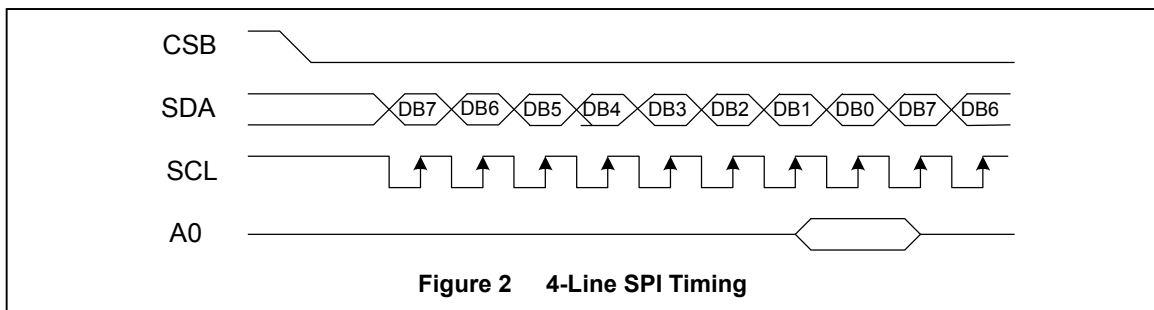 CSB
SDA DB7 DB6 DB5 DB4 DB3 DB2 DB1 DB0 DB7 DB6
SCL
A0
Figure 2 4-Line SPI Timing